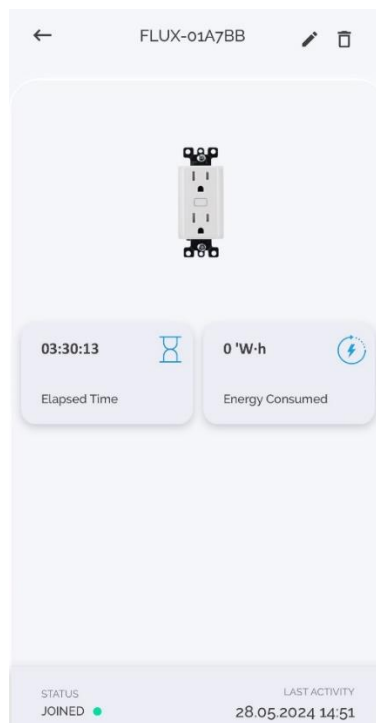 FLUX-01A7BB
03:30:13
Elapsed Time
0 'W·h
Energy Consumed
STATUS
JOINED
LAST ACTIVITY
28.05.2024 14:51